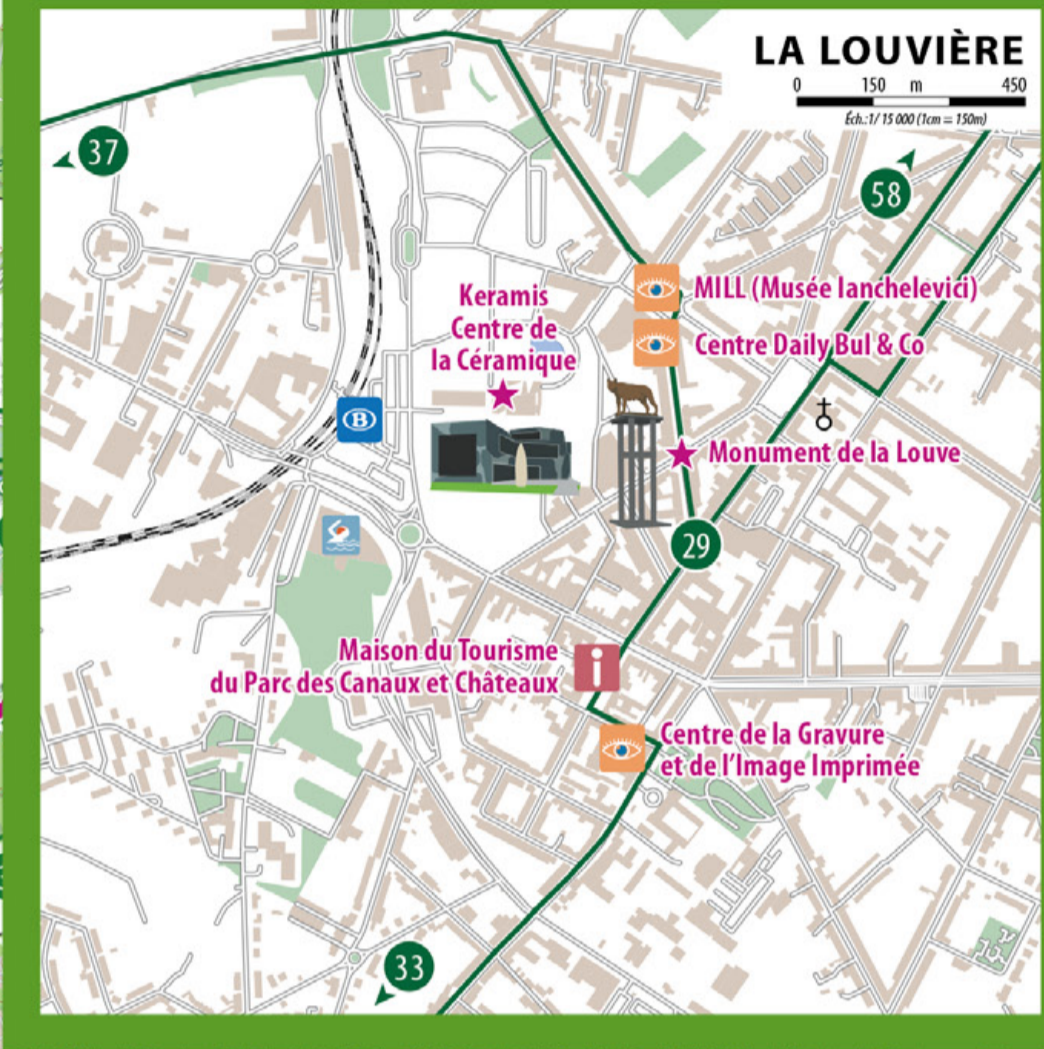 LA LOUVIÈRE
0 150 m 450
Éch.:1/ 15 000 (1cm = 150m)
37
58
MILL (Musée Ianchelevici)
Keramis
Centre de
la Céramique
Centre Daily Bul & Co
B
Monument de la Louve
29
Maison du Tourisme
du Parc des Canaux et Châteaux
i
Centre de la Gravure
et de l'Image Imprimée
33